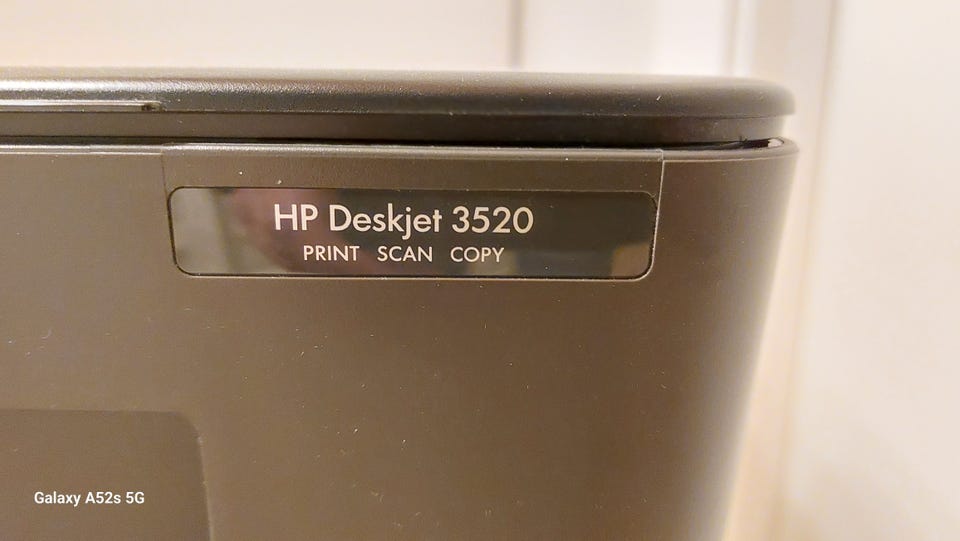 HP Deskjet 3520
PRINT SCAN COPY
Galaxy A52s 5G